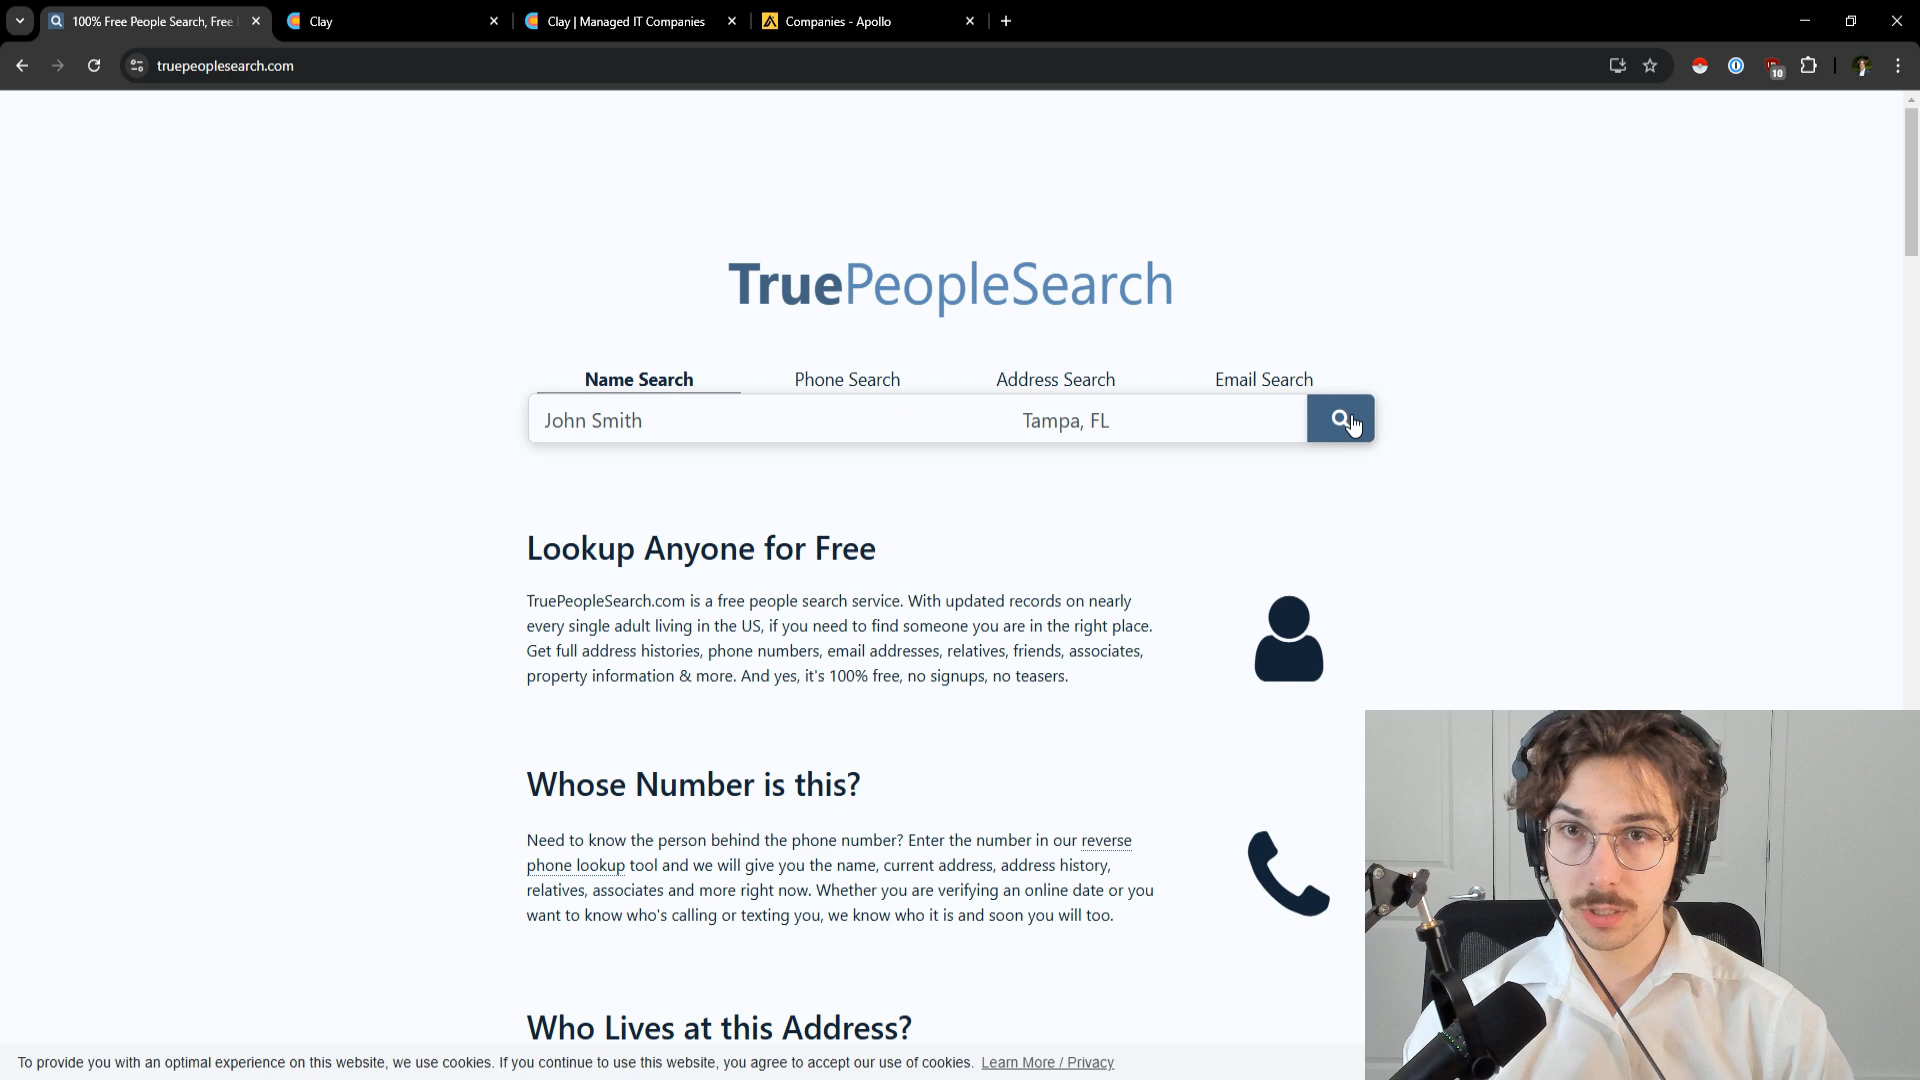 100% Free People Search, Free
Clay
Clay | Managed IT Companies
Companies - Apollo
truepeoplesearch.com
10
TruePeopleSearch
Name Search
Phone Search
Address Search
Email Search
John Smith
Tampa, FL
Lookup Anyone for Free
TruePeopleSearch.com is a free people search service. With updated records on nearly
every single adult living in the US, if you need to find someone you are in the right place.
Get full address histories, phone numbers, email addresses, relatives, friends, associates,
property information & more. And yes, it's 100% free, no signups, no teasers.
Whose Number is this?
Need to know the person behind the phone number? Enter the number in our reverse
phone lookup tool and we will give you the name, current address, address history,
relatives, associates and more right now. Whether you are verifying an online date or you
want to know who's calling or texting you, we know who it is and soon you will too.
Who Lives at this Address?
To provide you with an optimal experience on this website, we use cookies. If you continue to use this website, you agree to accept our use of cookies. Learn More / Privacy